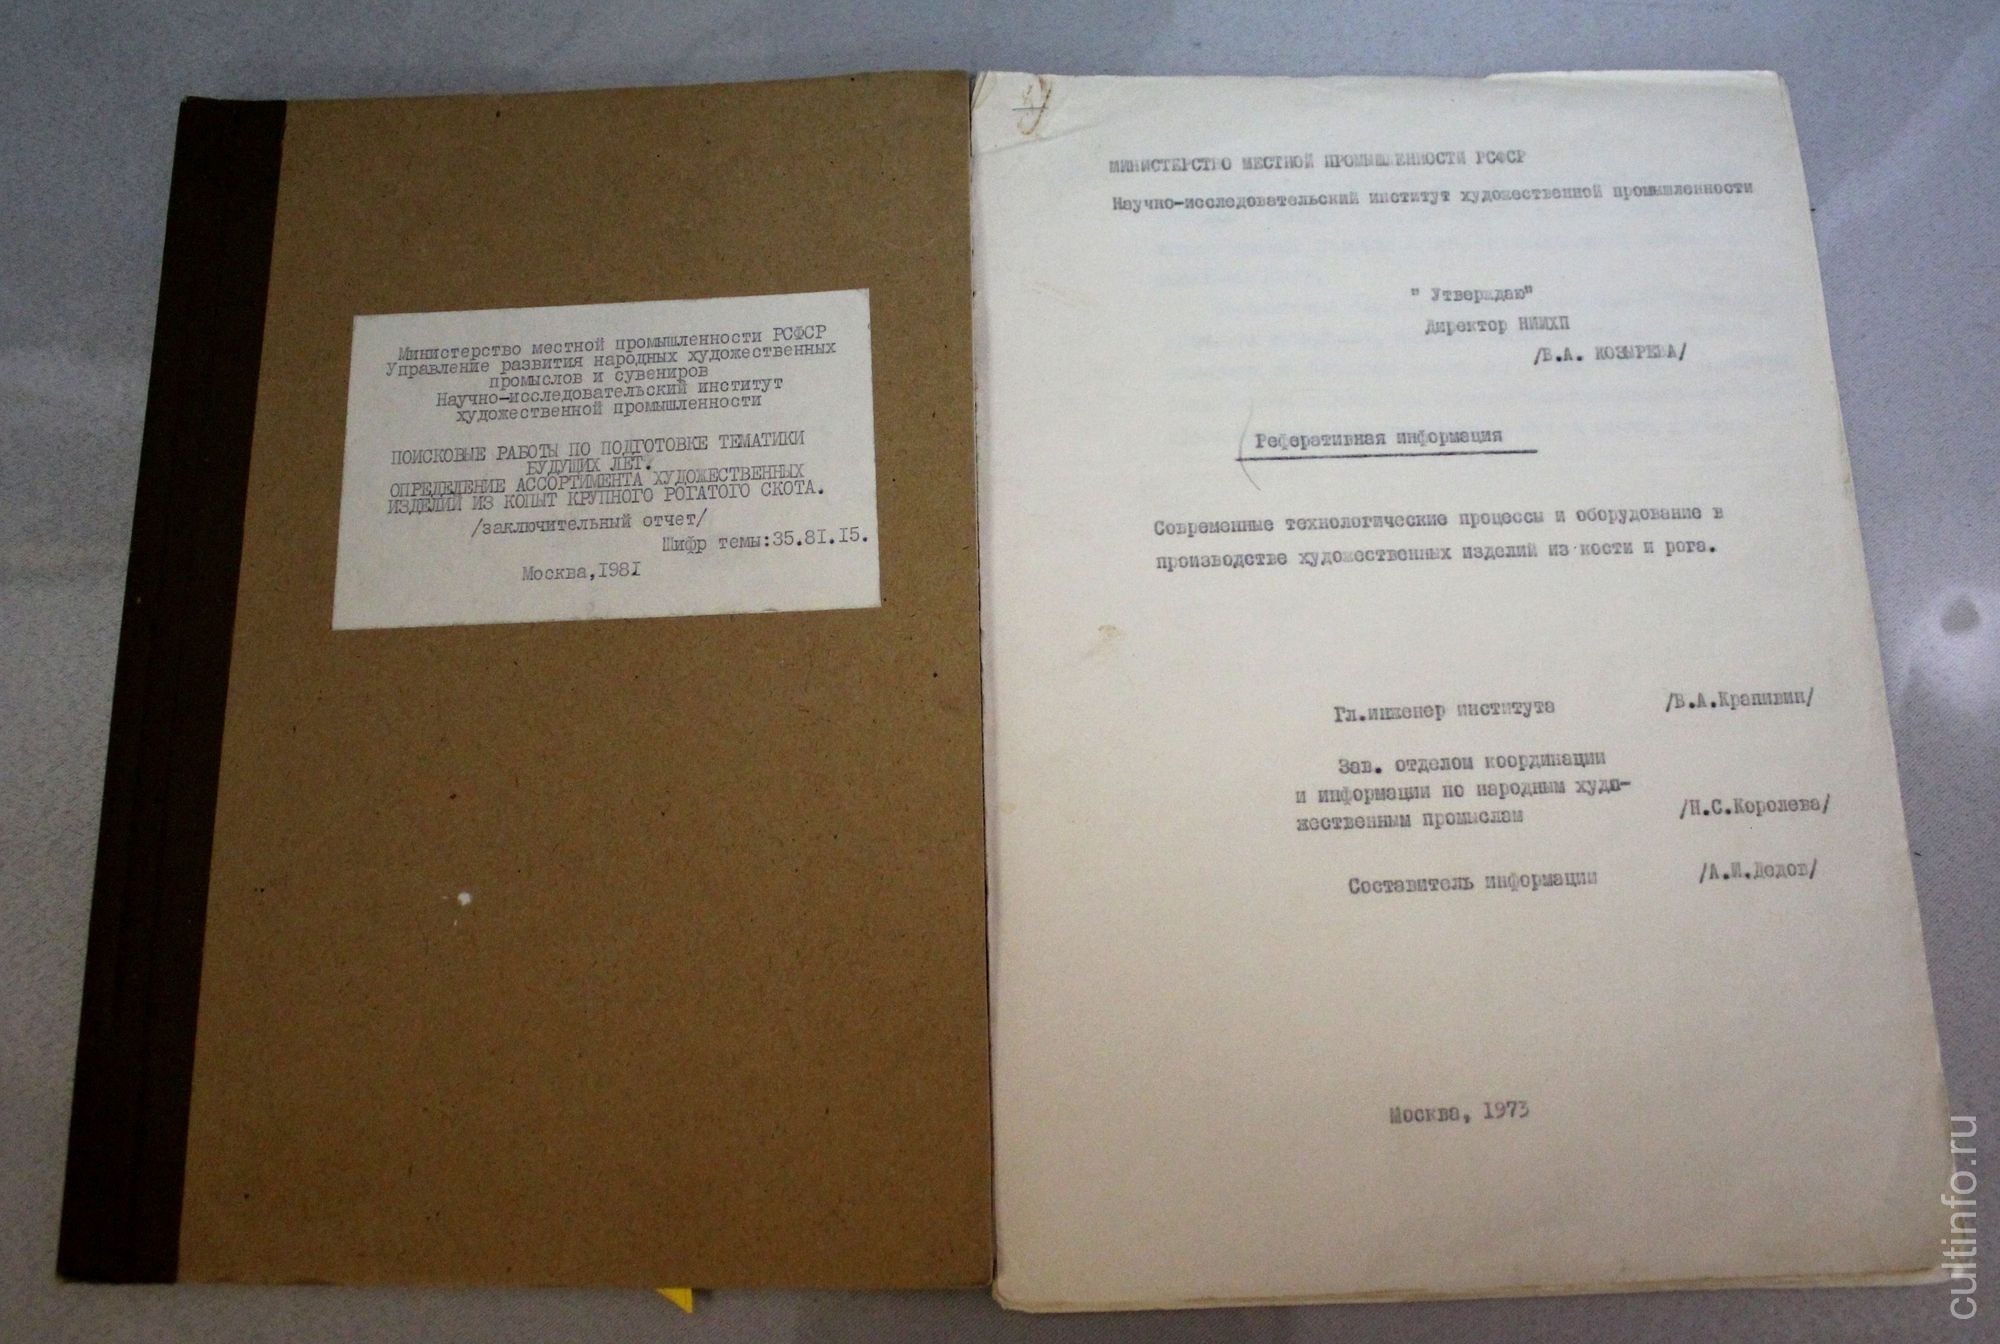 Министерство местной промышленности РСФСР
Управление развития народных художественных
промыслов и сувениров
Научно-исследовательский институт
художественной промышленности
ПОИСКОВЫЕ РАБОТЫ ПО ПОДГОТОВКЕ ТЕМАТИКИ
БУДУЩИХ ЛЕТ.
ОПРЕДЕЛЕНИЕ АССОРТИМЕНТА ХУДОЖЕСТВЕННЫХ
ИЗДЕЛИЙ ИЗ КОПЫТ КРУПНОГО РОГАТОГО СКОТА.
/заключительный отчет/
Шифр темы:35.81.15.
Москва,1981
МИНИСТЕРСТВО МЕСТНОЙ ПРОМЫШЛЕННОСТИ РСФСР
Научно-исследовательский институт художественной промышленности
" Утверждаю"
Директор НИИХП
/В.А. КОЗЫРЕВА/
Реферативная информация
Современные технологические процессы и оборудование в
производстве художественных изделий из кости и рога.
Гл.инженер института /В.А.Крапивин/
Зав. отделом координации
и информации по народным худо-
жественным промыслам /Н.С.Королева/
Составитель информации /А.И.Дедов/
Москва, 1973
cultinfo.ru